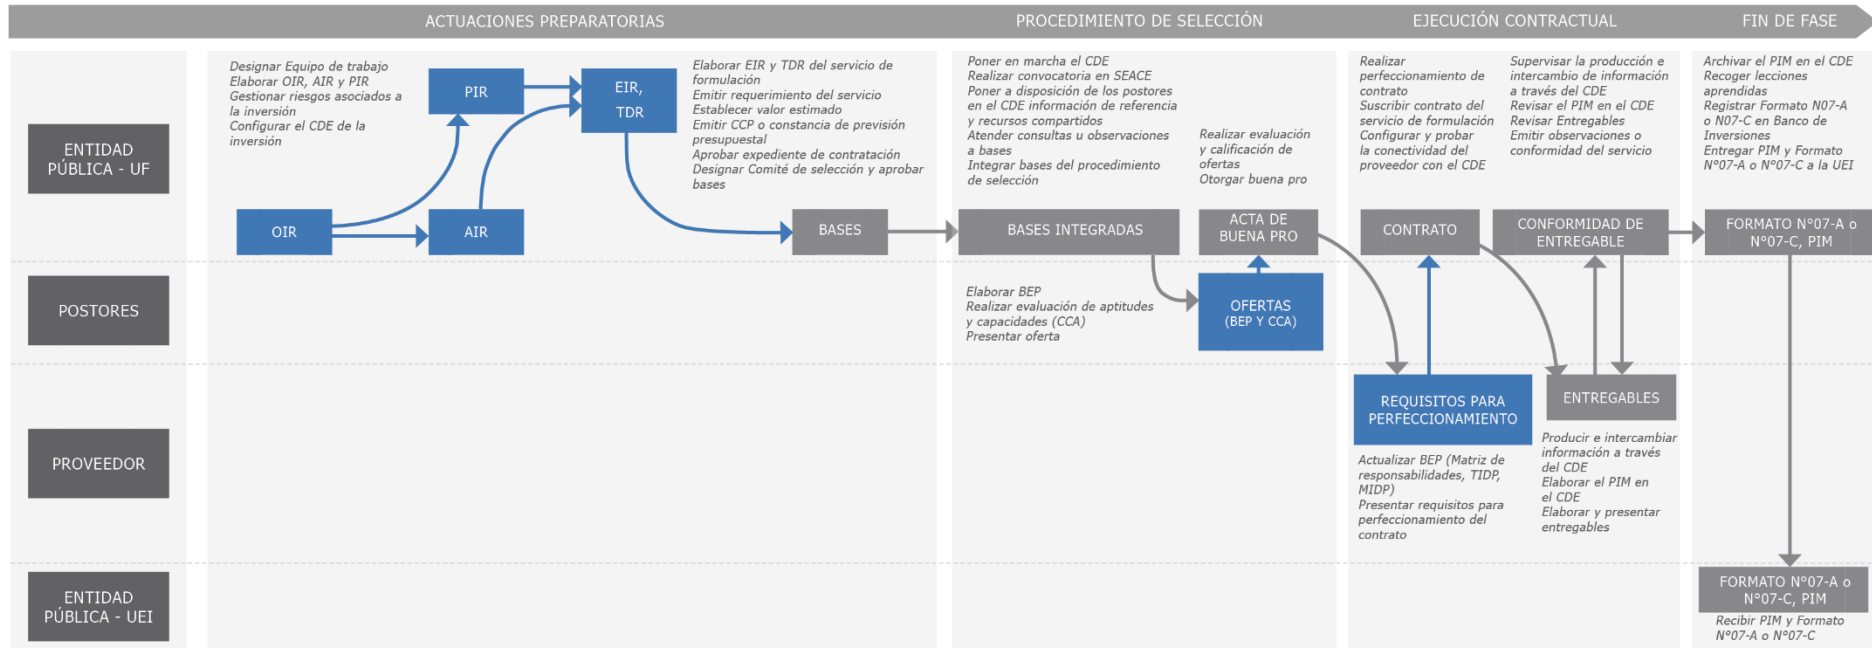 ACTUACIONES PREPARATORIAS
PROCEDIMIENTO DE SELECCIÓN
EJECUCIÓN CONTRACTUAL
FIN DE FASE
ENTIDAD
PÚBLICA - UF
Designar Equipo de trabajo
Elaborar OIR, AIR y PIR
Gestionar riesgos asociados a
la inversión
Configurar el CDE de la
inversión
PIR
EIR,
TDR
Elaborar EIR y TDR del servicio de
formulación
Emitir requerimiento del servicio
Establecer valor estimado
Emitir CCP o constancia de previsión
presupuestal
Aprobar expediente de contratación
Designar Comité de selección y aprobar
bases
OIR
AIR
BASES
Poner en marcha el CDE
Realizar convocatoria en SEACE
Poner a disposición de los postores
en el CDE información de referencia
y recursos compartidos
Atender consultas u observaciones
a bases
Integrar bases del procedimiento
de selección
Realizar evaluación
y calificación de
ofertas
Otorgar buena pro
BASES INTEGRADAS
ACTA DE
BUENA PRO
Realizar
perfeccionamiento de
contrato
Suscribir contrato del
servicio de formulación
Configurar y probar
la conectividad del
proveedor con el CDE
Supervisar la producción e
intercambio de información
a través del CDE
Revisar el PIM en el CDE
Revisar Entregables
Emitir observaciones o
conformidad del servicio
CONTRATO
CONFORMIDAD DE
ENTREGABLE
Archivar el PIM en el CDE
Recoger lecciones
aprendidas
Registrar Formato N07-A
o N07-C en Banco de
Inversiones
Entregar PIM y Formato
N°07-A o N°07-C a la UEI
FORMATO N°07-A o
N°07-C, PIM
POSTORES
Elaborar BEP
Realizar evaluación de aptitudes
y capacidades (CCA)
Presentar oferta
OFERTAS
(BEP Y CCA)
PROVEEDOR
REQUISITOS PARA
PERFECCIONAMIENTO
Actualizar BEP (Matriz de
responsabilidades, TIDP,
MIDP)
Presentar requisitos para
perfeccionamiento del
contrato
ENTREGABLES
Producir e intercambiar
información a través
del CDE
Elaborar el PIM en
el CDE
Elaborar y presentar
entregables
ENTIDAD
PÚBLICA - UEI
FORMATO N°07-A o
N°07-C, PIM
Recibir PIM y Formato
N°07-A o N°07-C